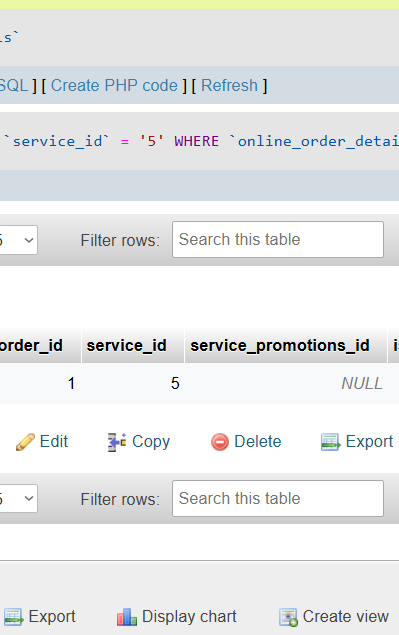 ls`
SQL ] [ Create PHP code ] [ Refresh ]
`service_id` = '5' WHERE `online_order_detai
5 Filter rows: Search this table
order_id service_id service_promotions_id i
1 5 NULL
Edit Copy Delete Export
5 Filter rows: Search this table
Export Display chart Create view